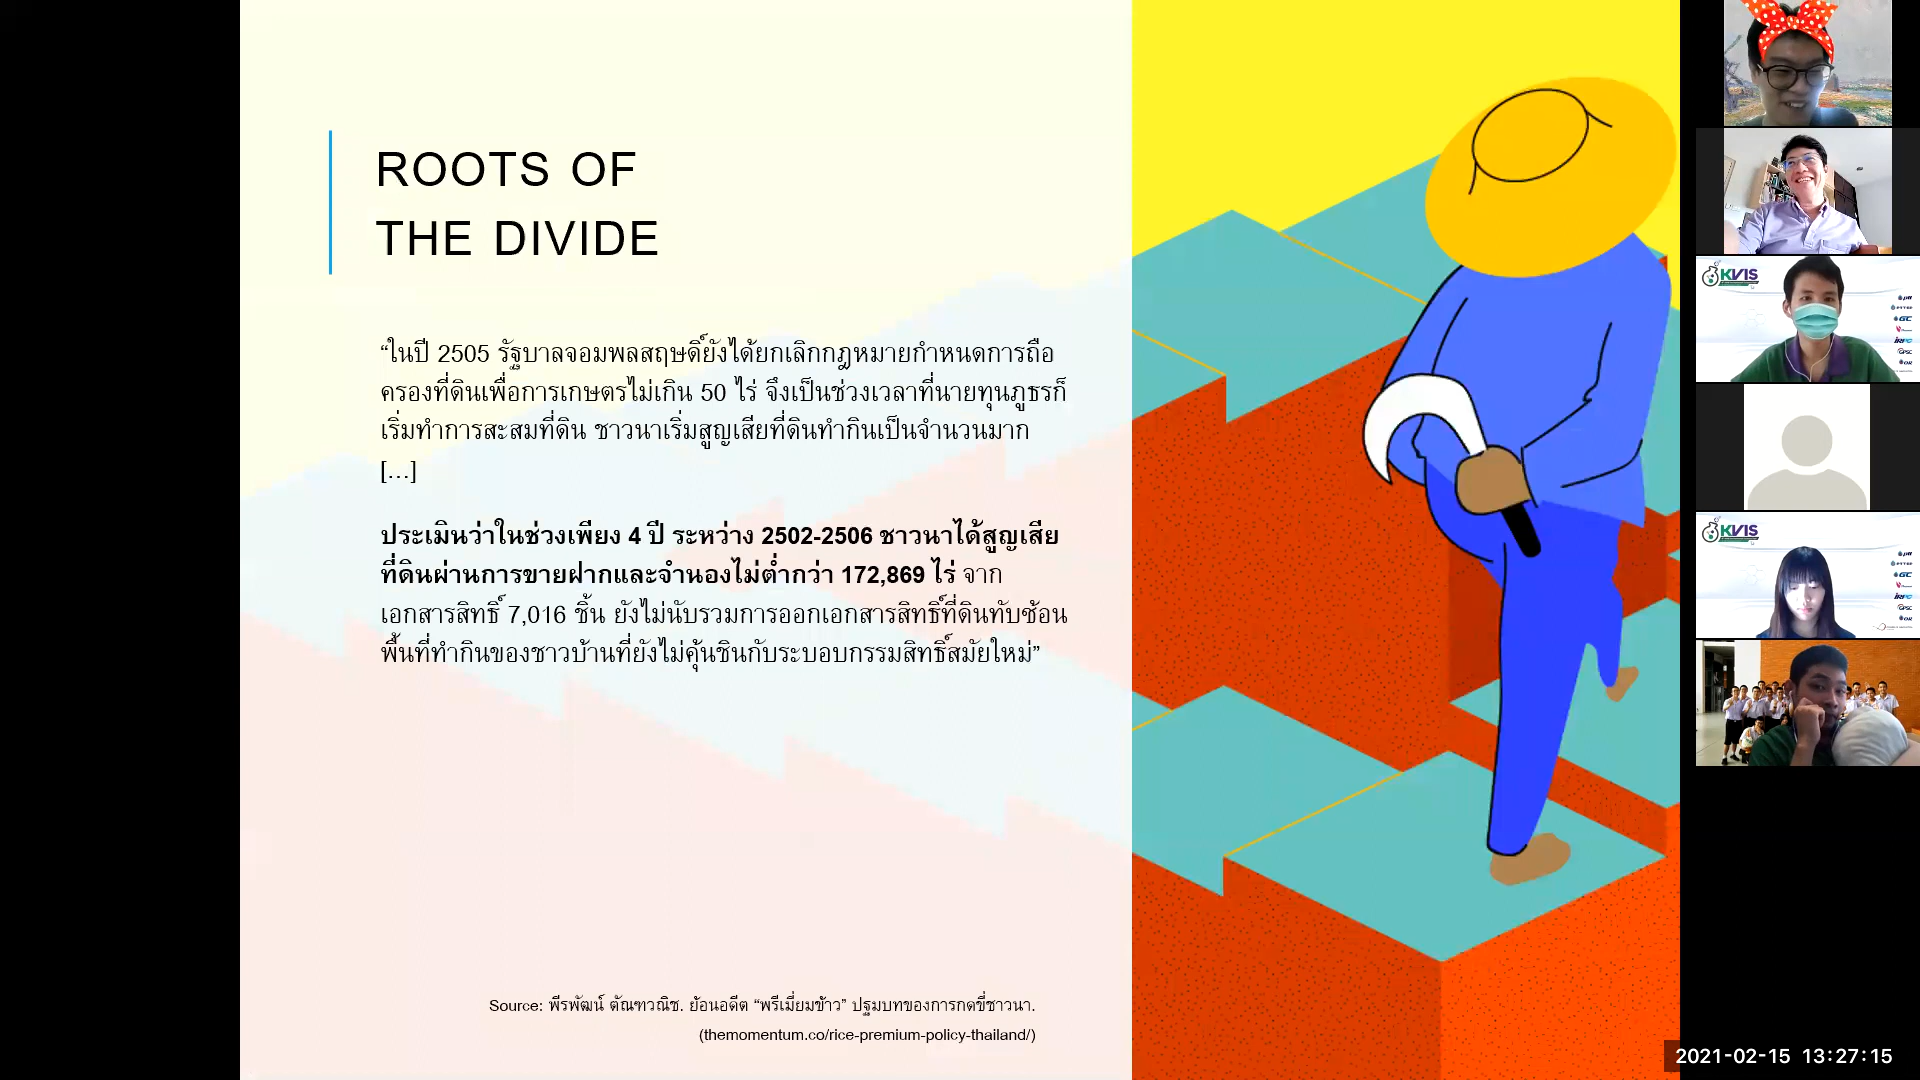 ROOTS OF
THE DIVIDE
“ในปี 2505 รัฐบาลจอมพลสฤษดิ์ยังได้ยกเลิกกฎหมายกำหนดการถือ
ครองที่ดินเพื่อการเกษตรไม่เกิน 50 ไร่ จึงเป็นช่วงเวลาที่นายทุนภูธรก็
เริ่มทำการสะสมที่ดิน ชาวนาเริ่มสูญเสียที่ดินทำกินเป็นจำนวนมาก
[…]
ประเมินว่าในช่วงเพียง 4 ปี ระหว่าง 2502-2506 ชาวนาได้สูญเสีย
ที่ดินผ่านการขายฝากและจำนองไม่ต่ำกว่า 172,869 ไร่ จาก
เอกสารสิทธิ์ 7,016 ชิ้น ยังไม่นับรวมการออกเอกสารสิทธิ์ที่ดินทับซ้อน
พื้นที่ทำกินของชาวบ้านที่ยังไม่คุ้นชินกับระบอบกรรมสิทธิ์สมัยใหม่”
Source: พีรพัฒน์ ตัณฑวณิช. ย้อนอดีต “พรีเมี่ยมข้าว” ปฐมบทของการกดขี่ชาวนา.
(themomentum.co/rice-premium-policy-thailand/)
KVIS
ptt
PTTEP
GC
IRPC
GPSC
OR
KVIS
ptt
PTTEP
GC
IRPC
GPSC
OR
2021-02-15 13:27:15